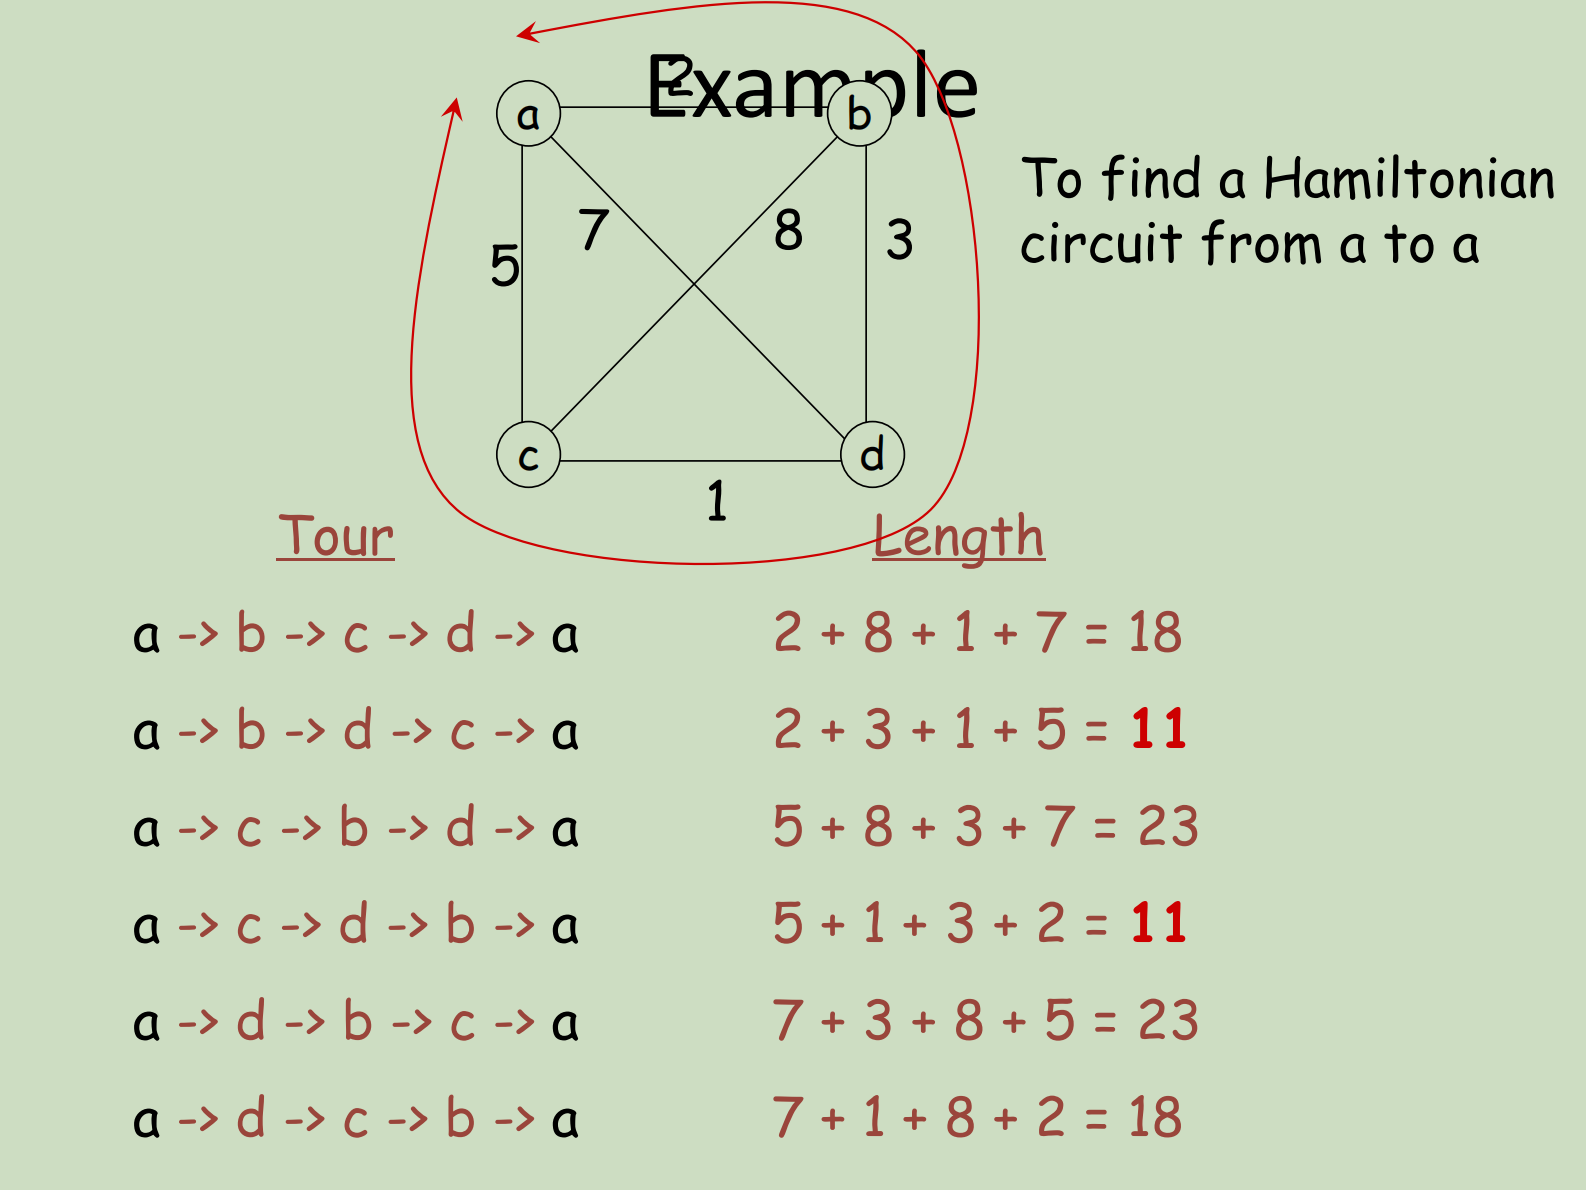 Example
2
a
b
To find a Hamiltonian
circuit from a to a
7
8
3
5
c
d
1
Tour Length
a -> b -> c -> d -> a 2 + 8 + 1 + 7 = 18
a -> b -> d -> c -> a 2 + 3 + 1 + 5 = 11
a -> c -> b -> d -> a 5 + 8 + 3 + 7 = 23
a -> c -> d -> b -> a 5 + 1 + 3 + 2 = 11
a -> d -> b -> c -> a 7 + 3 + 8 + 5 = 23
a -> d -> c -> b -> a 7 + 1 + 8 + 2 = 18